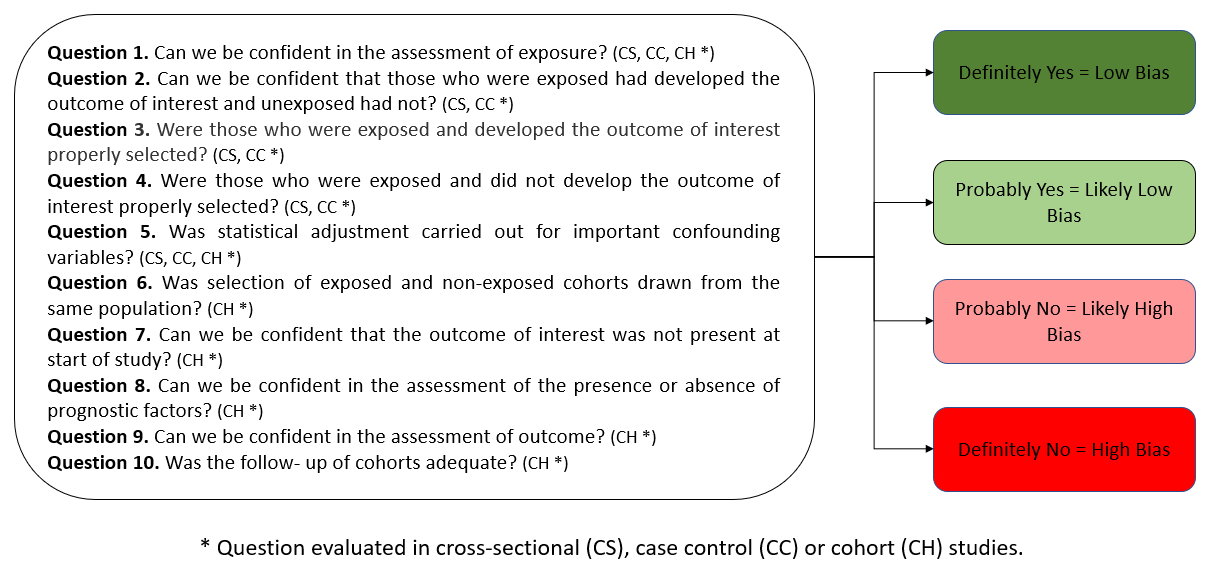 Question 1. Can we be confident in the assessment of exposure? (CS, CC, CH *)
Question 2. Can we be confident that those who were exposed had developed the
outcome of interest and unexposed had not? (CS, CC *)
Question 3. Were those who were exposed and developed the outcome of interest
properly selected? (CS, CC *)
Question 4. Were those who were exposed and did not develop the outcome of
interest properly selected? (CS, CC *)
Question 5. Was statistical adjustment carried out for important confounding
variables? (CS, CC, CH *)
Question 6. Was selection of exposed and non-exposed cohorts drawn from the
same population? (CH *)
Question 7. Can we be confident that the outcome of interest was not present at
start of study? (CH *)
Question 8. Can we be confident in the assessment of the presence or absence of
prognostic factors? (CH *)
Question 9. Can we be confident in the assessment of outcome? (CH *)
Question 10. Was the follow- up of cohorts adequate? (CH *)
Definitely Yes = Low Bias
Probably Yes = Likely Low
Bias
Probably No = Likely High
Bias
Definitely No = High Bias
* Question evaluated in cross-sectional (CS), case control (CC) or cohort (CH) studies.